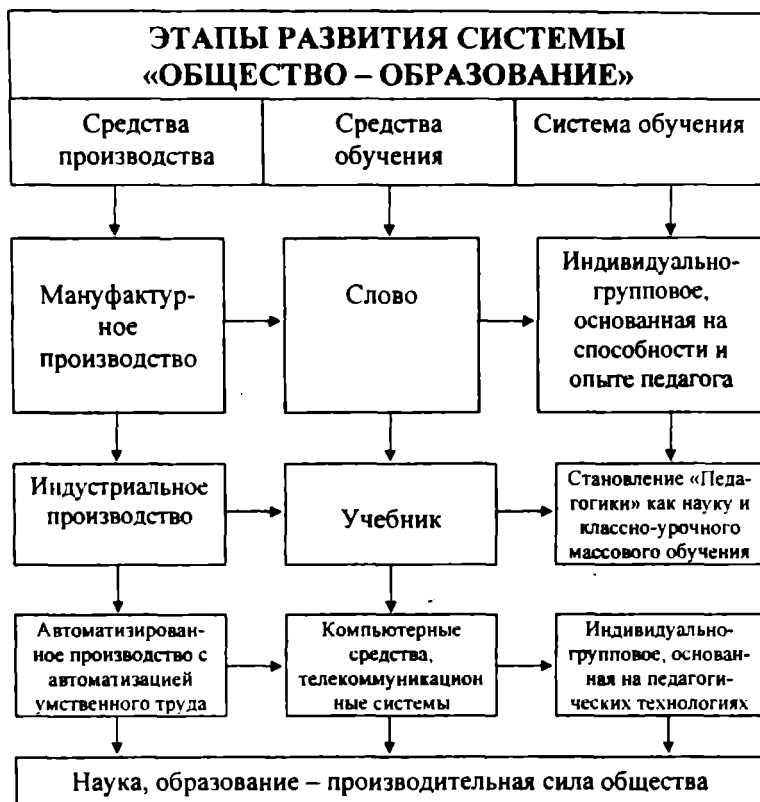 ЭТАПЫ РАЗВИТИЯ СИСТЕМЫ
«ОБЩЕСТВО – ОБРАЗОВАНИЕ»
Средства
производства
Средства
обучения
Система обучения
Мануфактур-
ное
производство
Слово
Индивидуально-
групповое,
основанная на
способности и
опыте педагога
Индустриальное
производство
Учебник
Становление «Педа-
гогики» как науку и
классно-урочного
массового обучения
Автоматизирован-
ное производство с
автоматизацией
умственного труда
Компьютерные
средства,
телекоммуникацион
ные системы
Индивидуально-
групповое, основан-
ная на педагоги-
ческих технологиях
Наука, образование – производительная сила общества